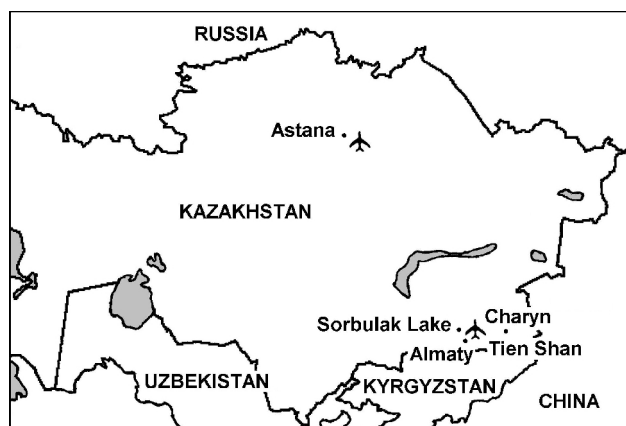 RUSSIA
Astana
KAZAKHSTAN
Sorbulak Lake
Charyn
Almaty
Tien Shan
UZBEKISTAN
KYRGYZSTAN
CHINA